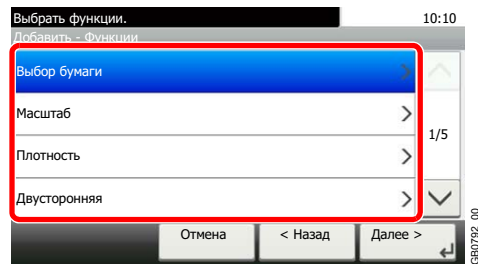 Выбрать функции.
10:10
Добавить - Функции
Выбор бумаги
Масштаб
1/5
Плотность
Двусторонняя
Отмена
< Назад
Далее >
GB0792_00